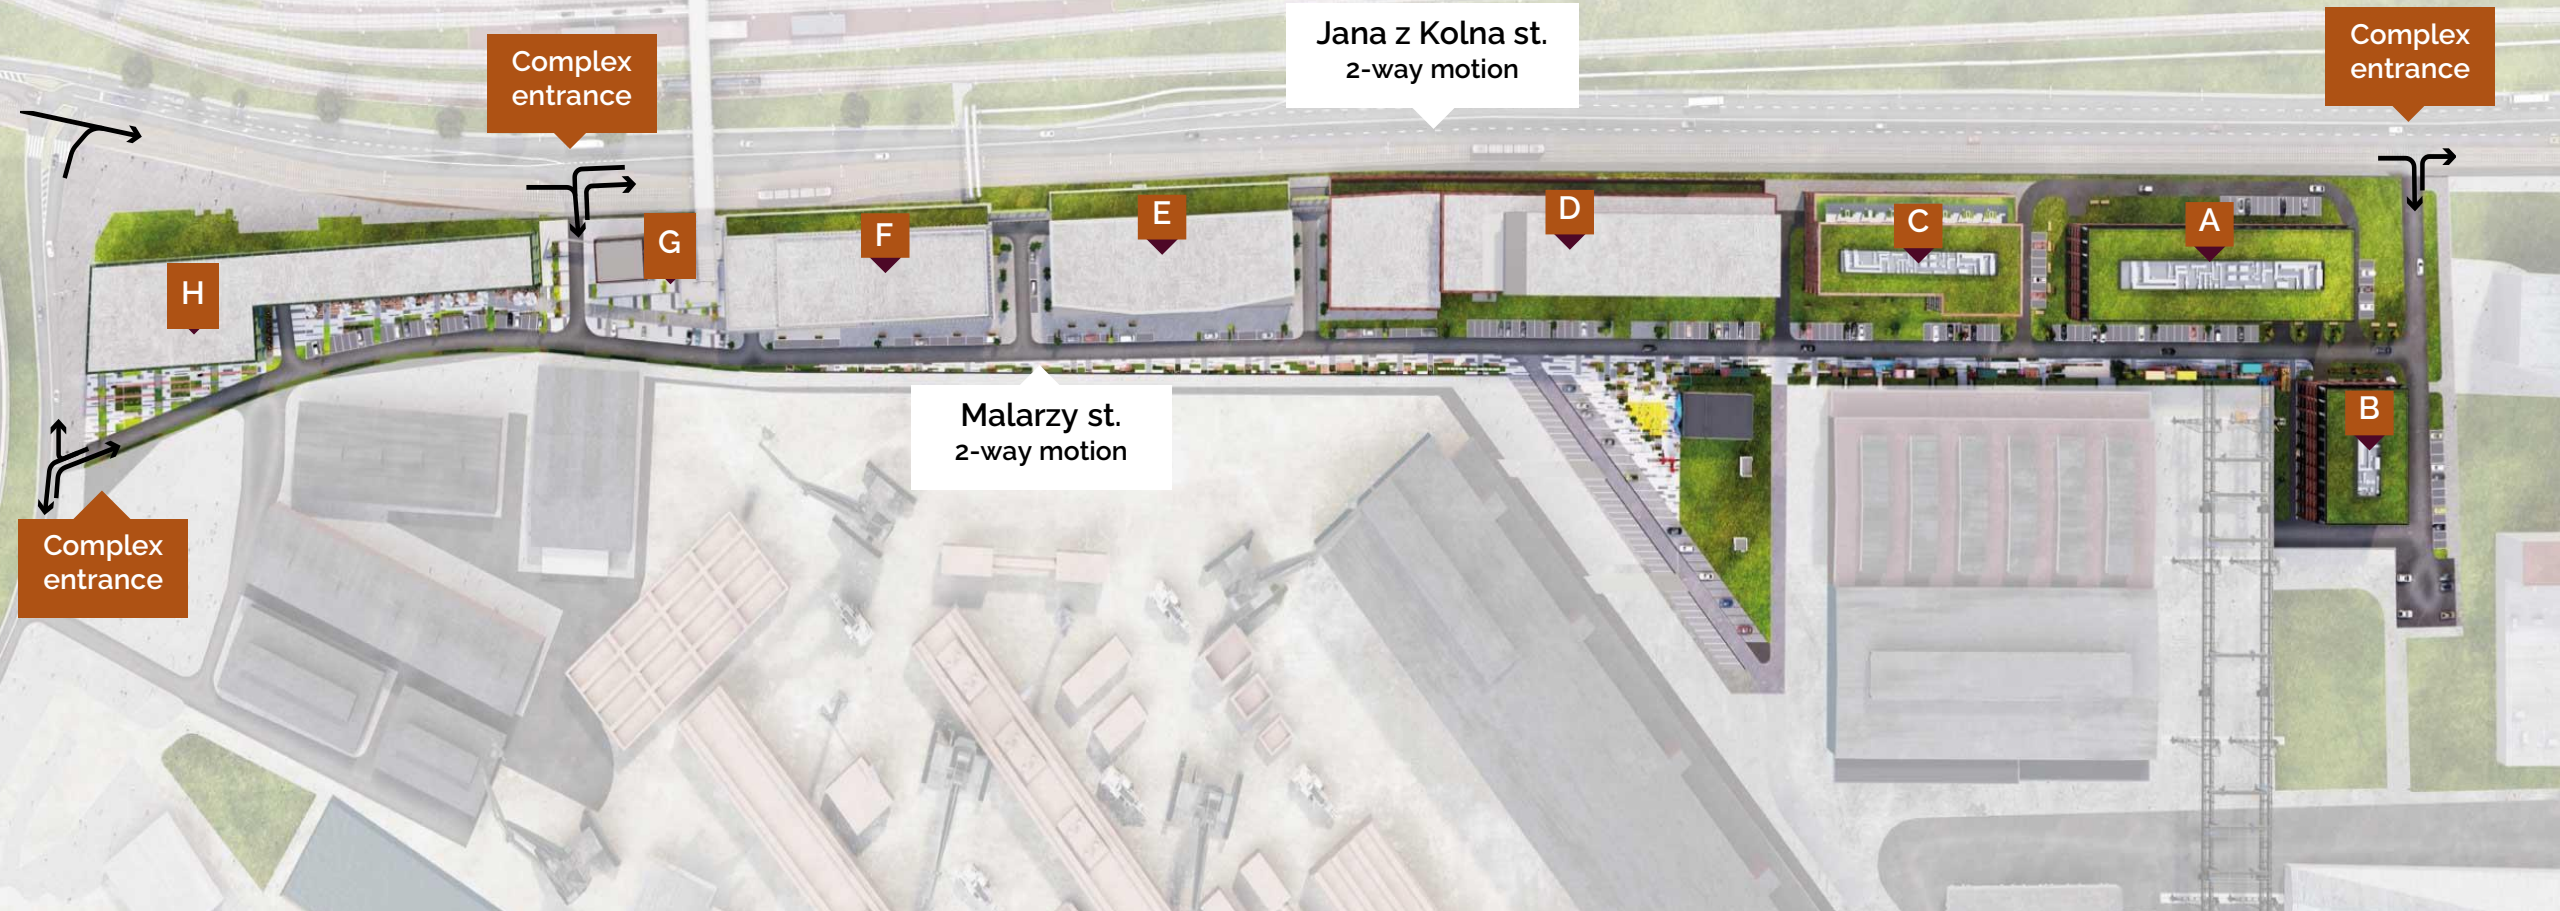 Complex
entrance
Jana z Kolna st.
2-way motion
Complex
entrance
H
G
F
E
D
C
A
B
Malarzy st.
2-way motion
Complex
entrance